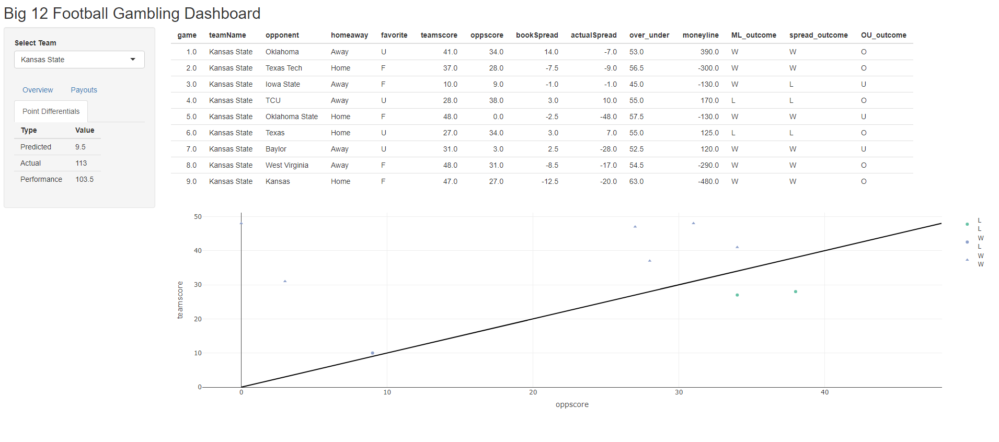 Big 12 Football Gambling Dashboard
Select Team
Kansas State
Overview Payouts
Point Differentials
Type Value
Predicted 9.5
Actual 113
Performance 103.5
game teamName opponent homeaway favorite teamscore oppscore bookSpread actualSpread over_under moneyline ML_outcome spread_outcome OU_outcome
1.0 Kansas State Oklahoma Away U 41.0 34.0 14.0 -7.0 53.0 390.0 W W O
2.0 Kansas State Texas Tech Home F 37.0 28.0 -7.5 -9.0 56.5 -300.0 W W O
3.0 Kansas State Iowa State Away F 10.0 9.0 -1.0 -1.0 45.0 -130.0 W L U
4.0 Kansas State TCU Away U 28.0 38.0 3.0 10.0 55.0 170.0 L L O
5.0 Kansas State Oklahoma State Home F 48.0 0.0 -2.5 -48.0 57.5 -130.0 W W U
6.0 Kansas State Texas Home U 27.0 34.0 3.0 7.0 55.0 125.0 L L O
7.0 Kansas State Baylor Away U 31.0 3.0 2.5 -28.0 52.5 120.0 W W U
8.0 Kansas State West Virginia Away F 48.0 31.0 -8.5 -17.0 54.5 -290.0 W W O
9.0 Kansas State Kansas Home F 47.0 27.0 -12.5 -20.0 63.0 -480.0 W W O
50
40
30
20
10
0
teamscore
0 10 20 30 40
oppscore
L
L
W
L
W
W